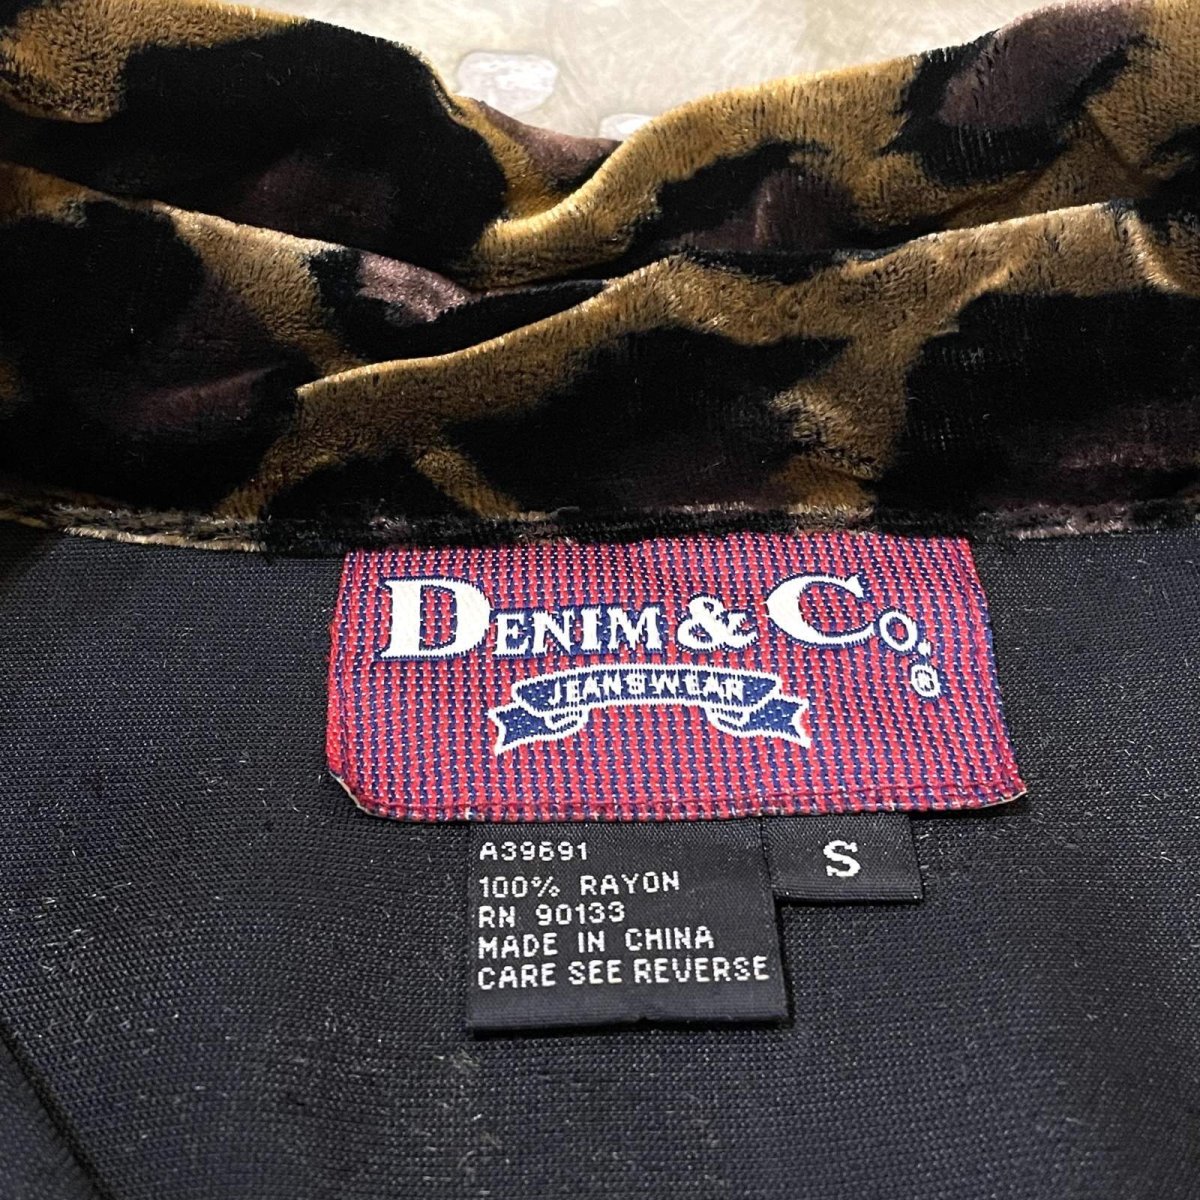 DENIM & CO.®
JEANSWEAR
A39691
100% RAYON
RN 90133
MADE IN CHINA
CARE SEE REVERSE
S